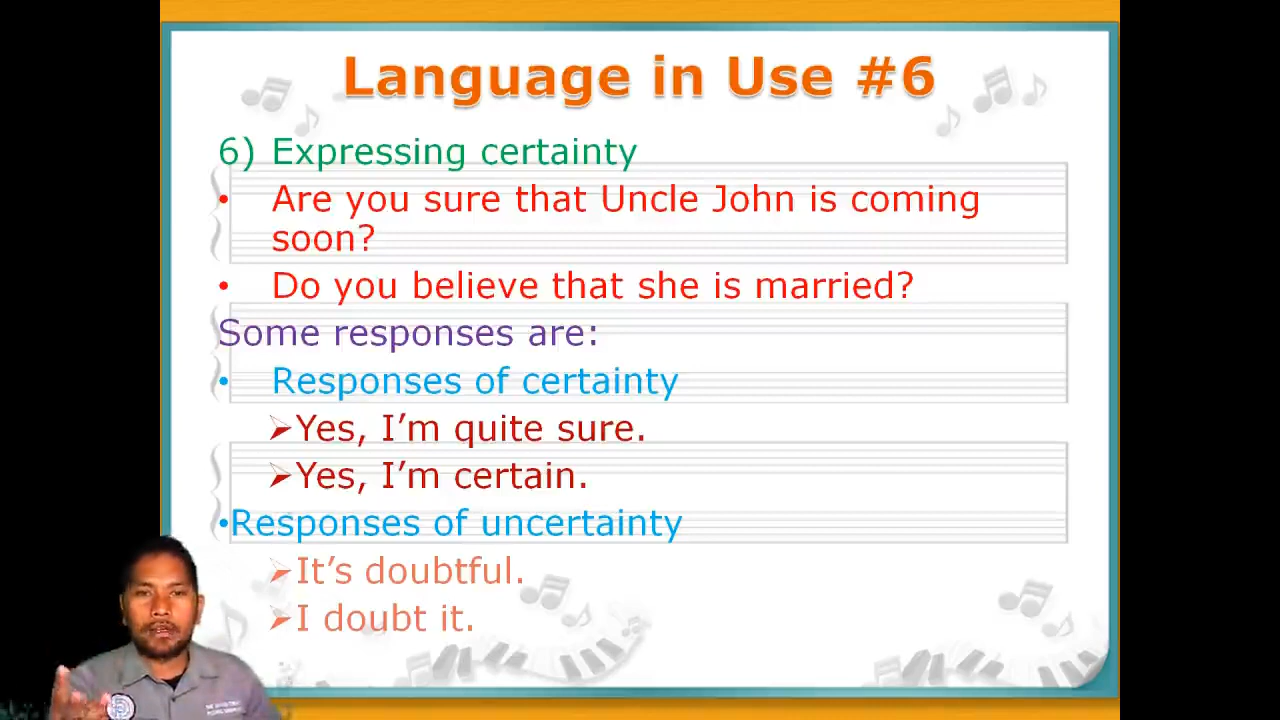 Language in Use #6
6) Expressing certainty
• Are you sure that Uncle John is coming
soon?
• Do you believe that she is married?
Some responses are:
• Responses of certainty
➢Yes, I’m quite sure.
➢Yes, I’m certain.
•Responses of uncertainty
➢It’s doubtful.
➢I doubt it.